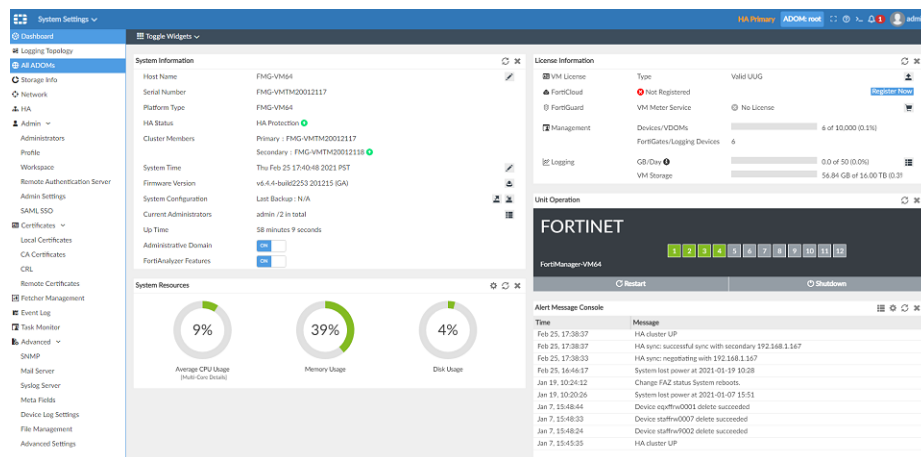 System Settings
HA Primary
ADOM: root
1
Dashboard
Toggle Widgets
Logging Topology
All ADOMs
Storage Info
Network
HA
Admin
Administrators
Profile
Workspace
Remote Authentication Server
Admin Settings
SAML SSO
Certificates
Local Certificates
CA Certificates
CRL
Remote Certificates
Fetcher Management
Event Log
Task Monitor
Advanced
SNMP
Mail Server
Syslog Server
Meta Fields
Device Log Settings
File Management
Advanced Settings
System Information
Host Name FMG-VM64
Serial Number FMG-VMTM20012117
Platform Type FMG-VM64
HA Status HA Protection
Cluster Members Primary : FMG-VMTM20012117
Secondary : FMG-VMTM20012118
System Time Thu Feb 25 17:40:48 2021 PST
Firmware Version v6.4.4-build2253 201215 (GA)
System Configuration Last Backup : N/A
Current Administrators admin /2 in total
Up Time 58 minutes 9 seconds
Administrative Domain ON
FortiAnalyzer Features ON
System Resources
9%
39%
4%
Average CPU Usage
(Multi-Core Details)
Memory Usage
Disk Usage
License Information
VM License Type Valid UUG
FortiCloud Not Registered Register Now
FortiGuard VM Meter Service No License
Management Devices/VDOMs 6 of 10,000 (0.1%)
FortiGates/Logging Devices 6
Logging GB/Day 0.0 of 50 (0.0%)
VM Storage 56.84 GB of 16.00 TB (0.3
Unit Operation
FORTINET
1 2 3 4 5 6 7 8 9 10 11 12
FortiManager-VM64
Restart Shutdown
Alert Message Console
Time Message
Feb 25, 17:38:37 HA cluster UP
Feb 25, 17:38:37 HA sync: successful sync with secondary 192.168.1.167
Feb 25, 17:38:33 HA sync: negotiating with 192.168.1.167
Feb 25, 16:46:17 System lost power at 2021-01-19 10:28
Jan 19, 10:24:12 Change FAZ status System reboots.
Jan 19, 10:20:26 System lost power at 2021-01-07 15:51
Jan 7, 15:48:44 Device eqxffrw0001 delete succeeded
Jan 7, 15:48:33 Device staffrw0007 delete succeeded
Jan 7, 15:48:24 Device staffrw9002 delete succeeded
Jan 7, 15:45:35 HA cluster UP